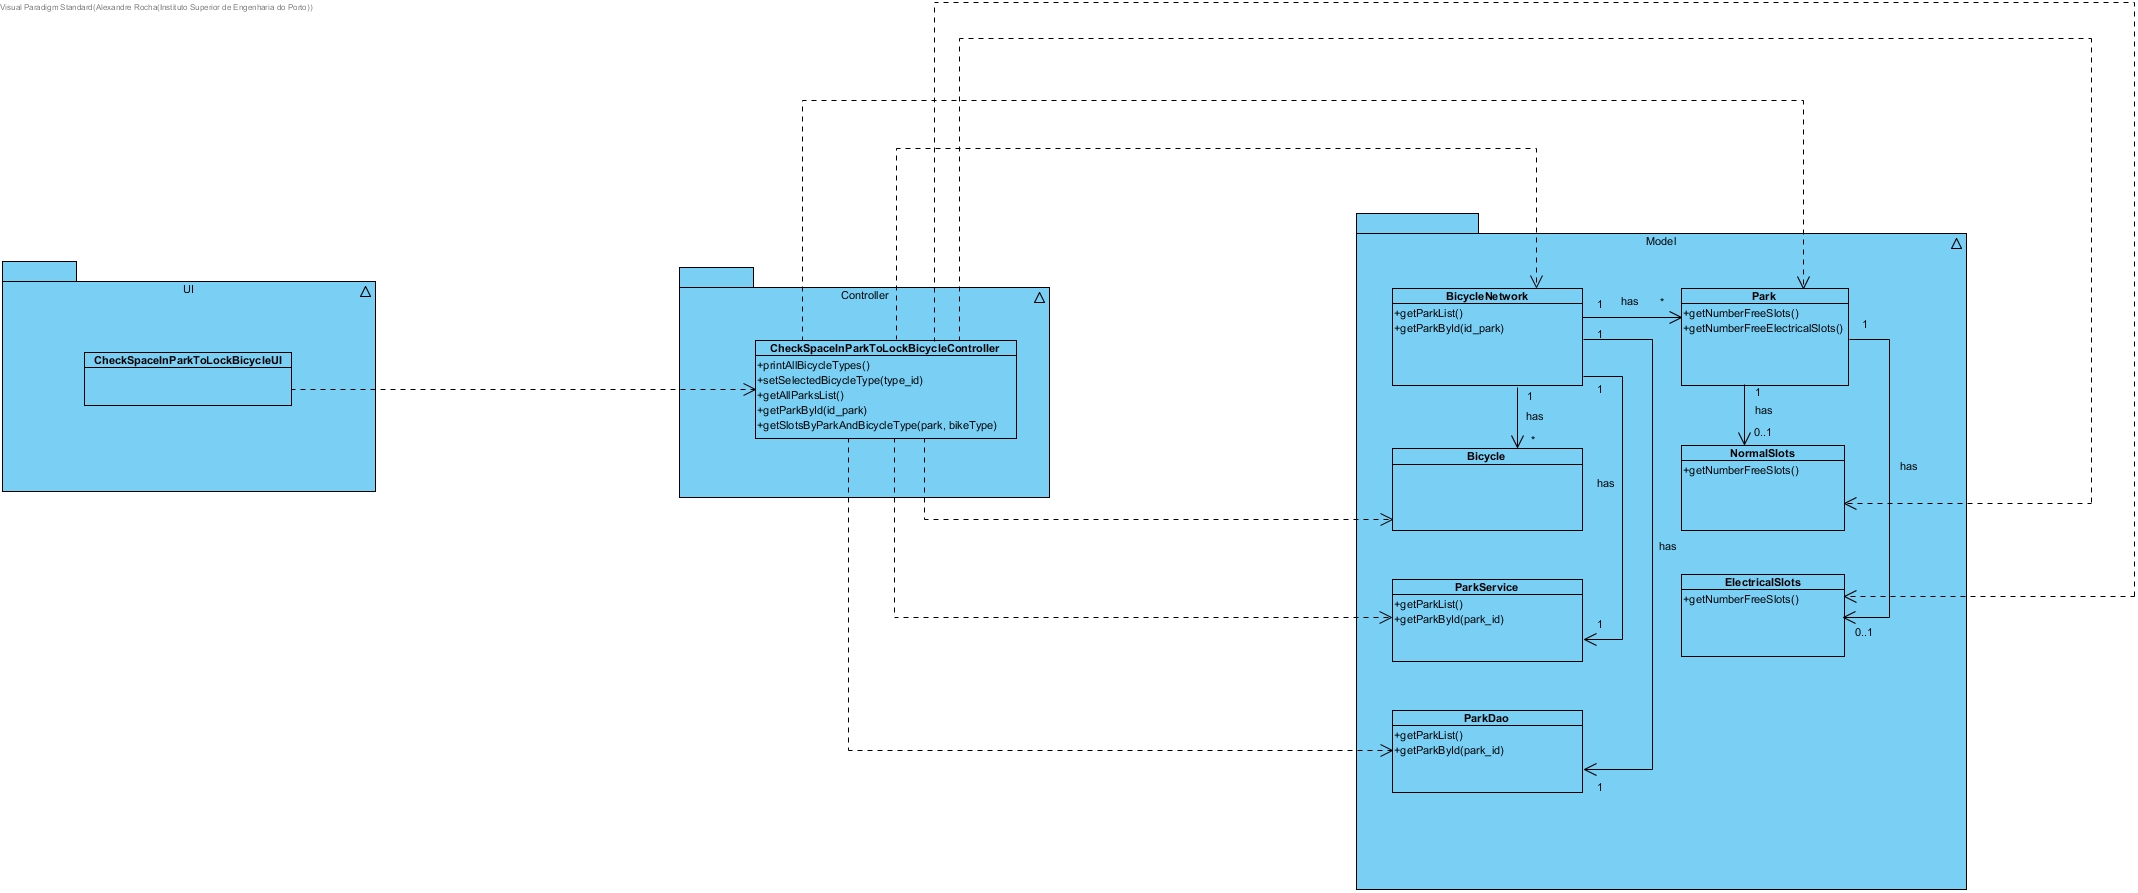 Visual Paradigm Standard(Alexandre Rocha(Instituto Superior de Engenharia do Porto))
UI
CheckSpaceInParkToLockBicycleUI
Controller
CheckSpaceInParkToLockBicycleController
+printAllBicycleTypes()
+setSelectedBicycleType(type_id)
+getAllParksList()
+getParkById(id_park)
+getSlotsByParkAndBicycleType(park, bikeType)
Model
BicycleNetwork
+getParkList()
+getParkById(id_park)
1
has
*
1
1
Park
+getNumberFreeSlots()
+getNumberFreeElectricalSlots()
1
1
has
*
1
has
0..1
Bicycle
NormalSlots
+getNumberFreeSlots()
has
has
has
ParkService
+getParkList()
+getParkById(park_id)
1
ElectricalSlots
+getNumberFreeSlots()
0..1
ParkDao
+getParkList()
+getParkById(park_id)
1